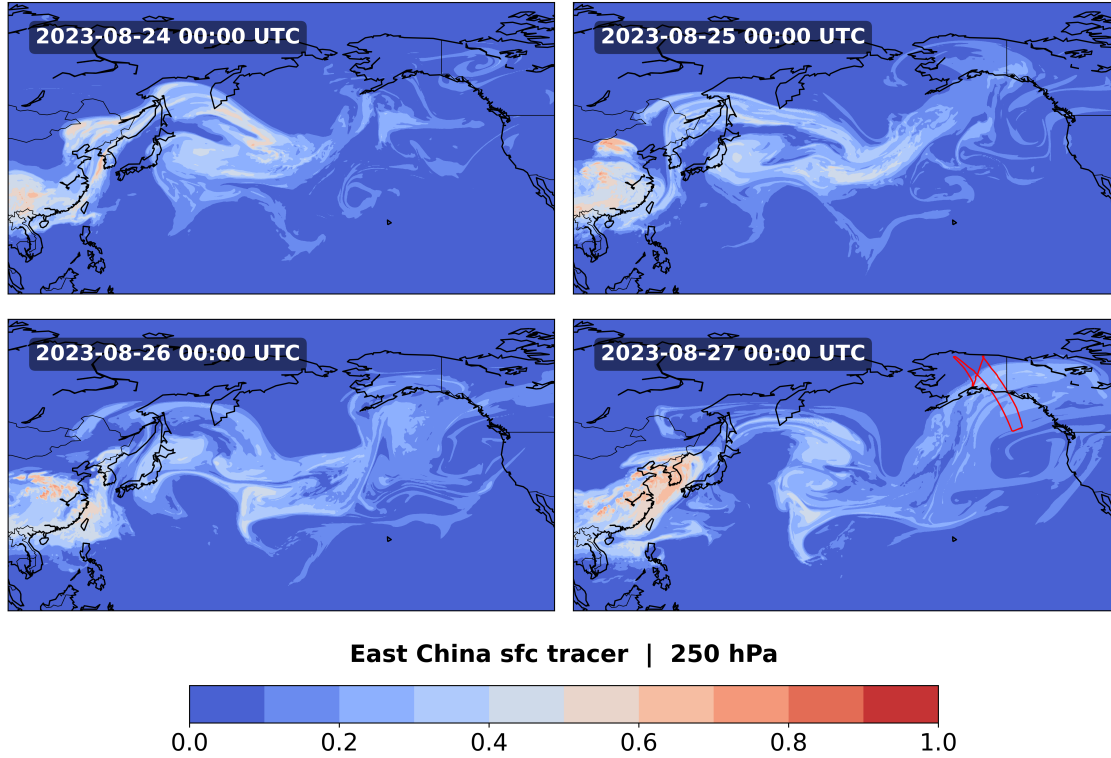 2023-08-24 00:00 UTC
2023-08-25 00:00 UTC
2023-08-26 00:00 UTC
2023-08-27 00:00 UTC
East China sfc tracer | 250 hPa
0.0 0.2 0.4 0.6 0.8 1.0